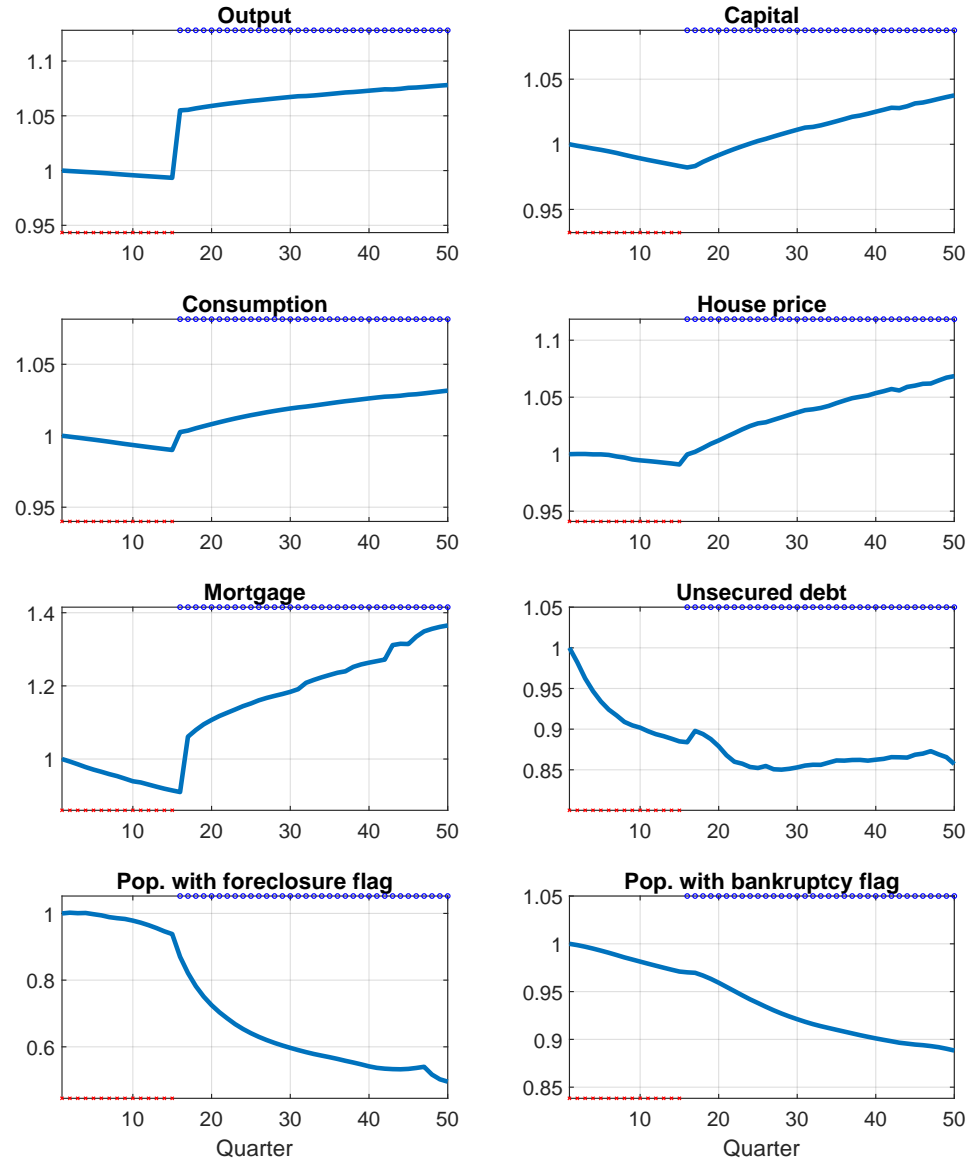 Output
Capital
1.1
1.05
1
0.95
10 20 30 40 50
1.05
1
0.95
10 20 30 40 50
Consumption
House price
1.05
1
0.95
10 20 30 40 50
1.1
1.05
1
0.95
10 20 30 40 50
Mortgage
Unsecured debt
1.4
1.2
1
10 20 30 40 50
1.05
1
0.95
0.9
0.85
10 20 30 40 50
Pop. with foreclosure flag
Pop. with bankruptcy flag
1
0.8
0.6
10 20 30 40 50
Quarter
1.05
1
0.95
0.9
0.85
10 20 30 40 50
Quarter